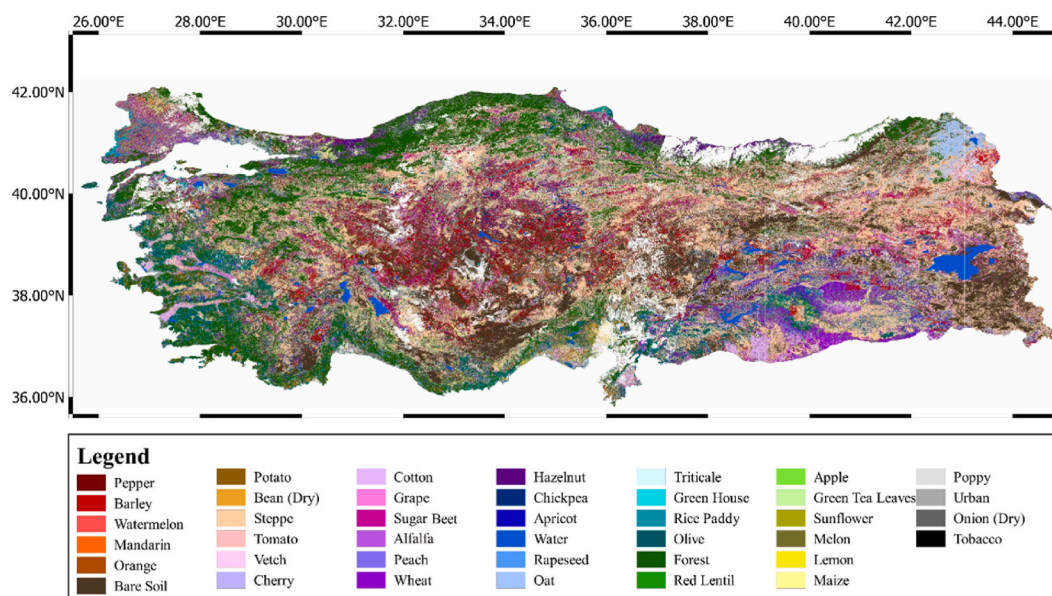 26.00°E 28.00°E 30.00°E 32.00°E 34.00°E 36.00°E 38.00°E 40.00°E 42.00°E 44.00°E
42.00°N
40.00°N
38.00°N
36.00°N
Legend
Pepper
Barley
Watermelon
Mandarin
Orange
Bare Soil
Potato
Bean (Dry)
Steppe
Tomato
Vetch
Cherry
Cotton
Grape
Sugar Beet
Alfalfa
Peach
Wheat
Hazelnut
Chickpea
Apricot
Water
Rapeseed
Oat
Triticale
Green House
Rice Paddy
Olive
Forest
Red Lentil
Apple
Green Tea Leaves
Sunflower
Melon
Lemon
Maize
Poppy
Urban
Onion (Dry)
Tobacco